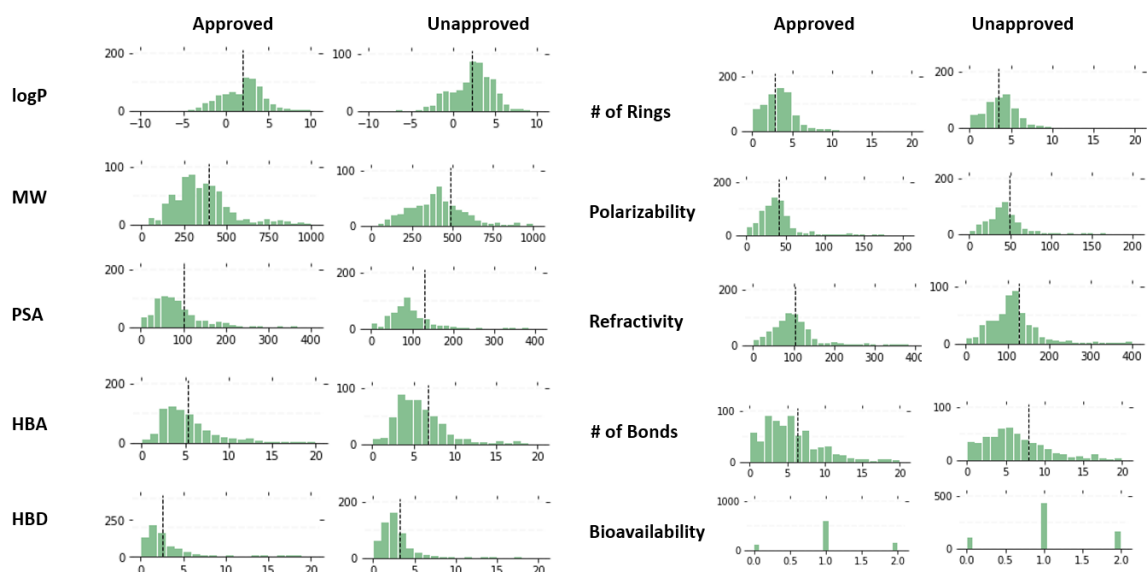 Approved Unapproved Approved Unapproved
logP
200
0
−10 −5 0 5 10
100
0
−10 −5 0 5 10
# of Rings
200
0
0 5 10 15 20
200
0
0 5 10 15 20
MW
100
0
0 250 500 750 1000
100
0
0 250 500 750 1000
Polarizability
200
0
0 50 100 150 200
200
0
0 50 100 150 200
PSA
200
0
0 100 200 300 400
200
0
0 100 200 300 400
Refractivity
200
0
0 100 200 300 400
100
0
0 100 200 300 400
HBA
200
0
0 5 10 15 20
100
0
0 5 10 15 20
# of Bonds
100
0
0 5 10 15 20
100
0
0 5 10 15 20
HBD
250
0
0 5 10 15 20
200
0
0 5 10 15 20
Bioavailability
1000
0
0.0 0.5 1.0 1.5 2.0
500
0
0.0 0.5 1.0 1.5 2.0